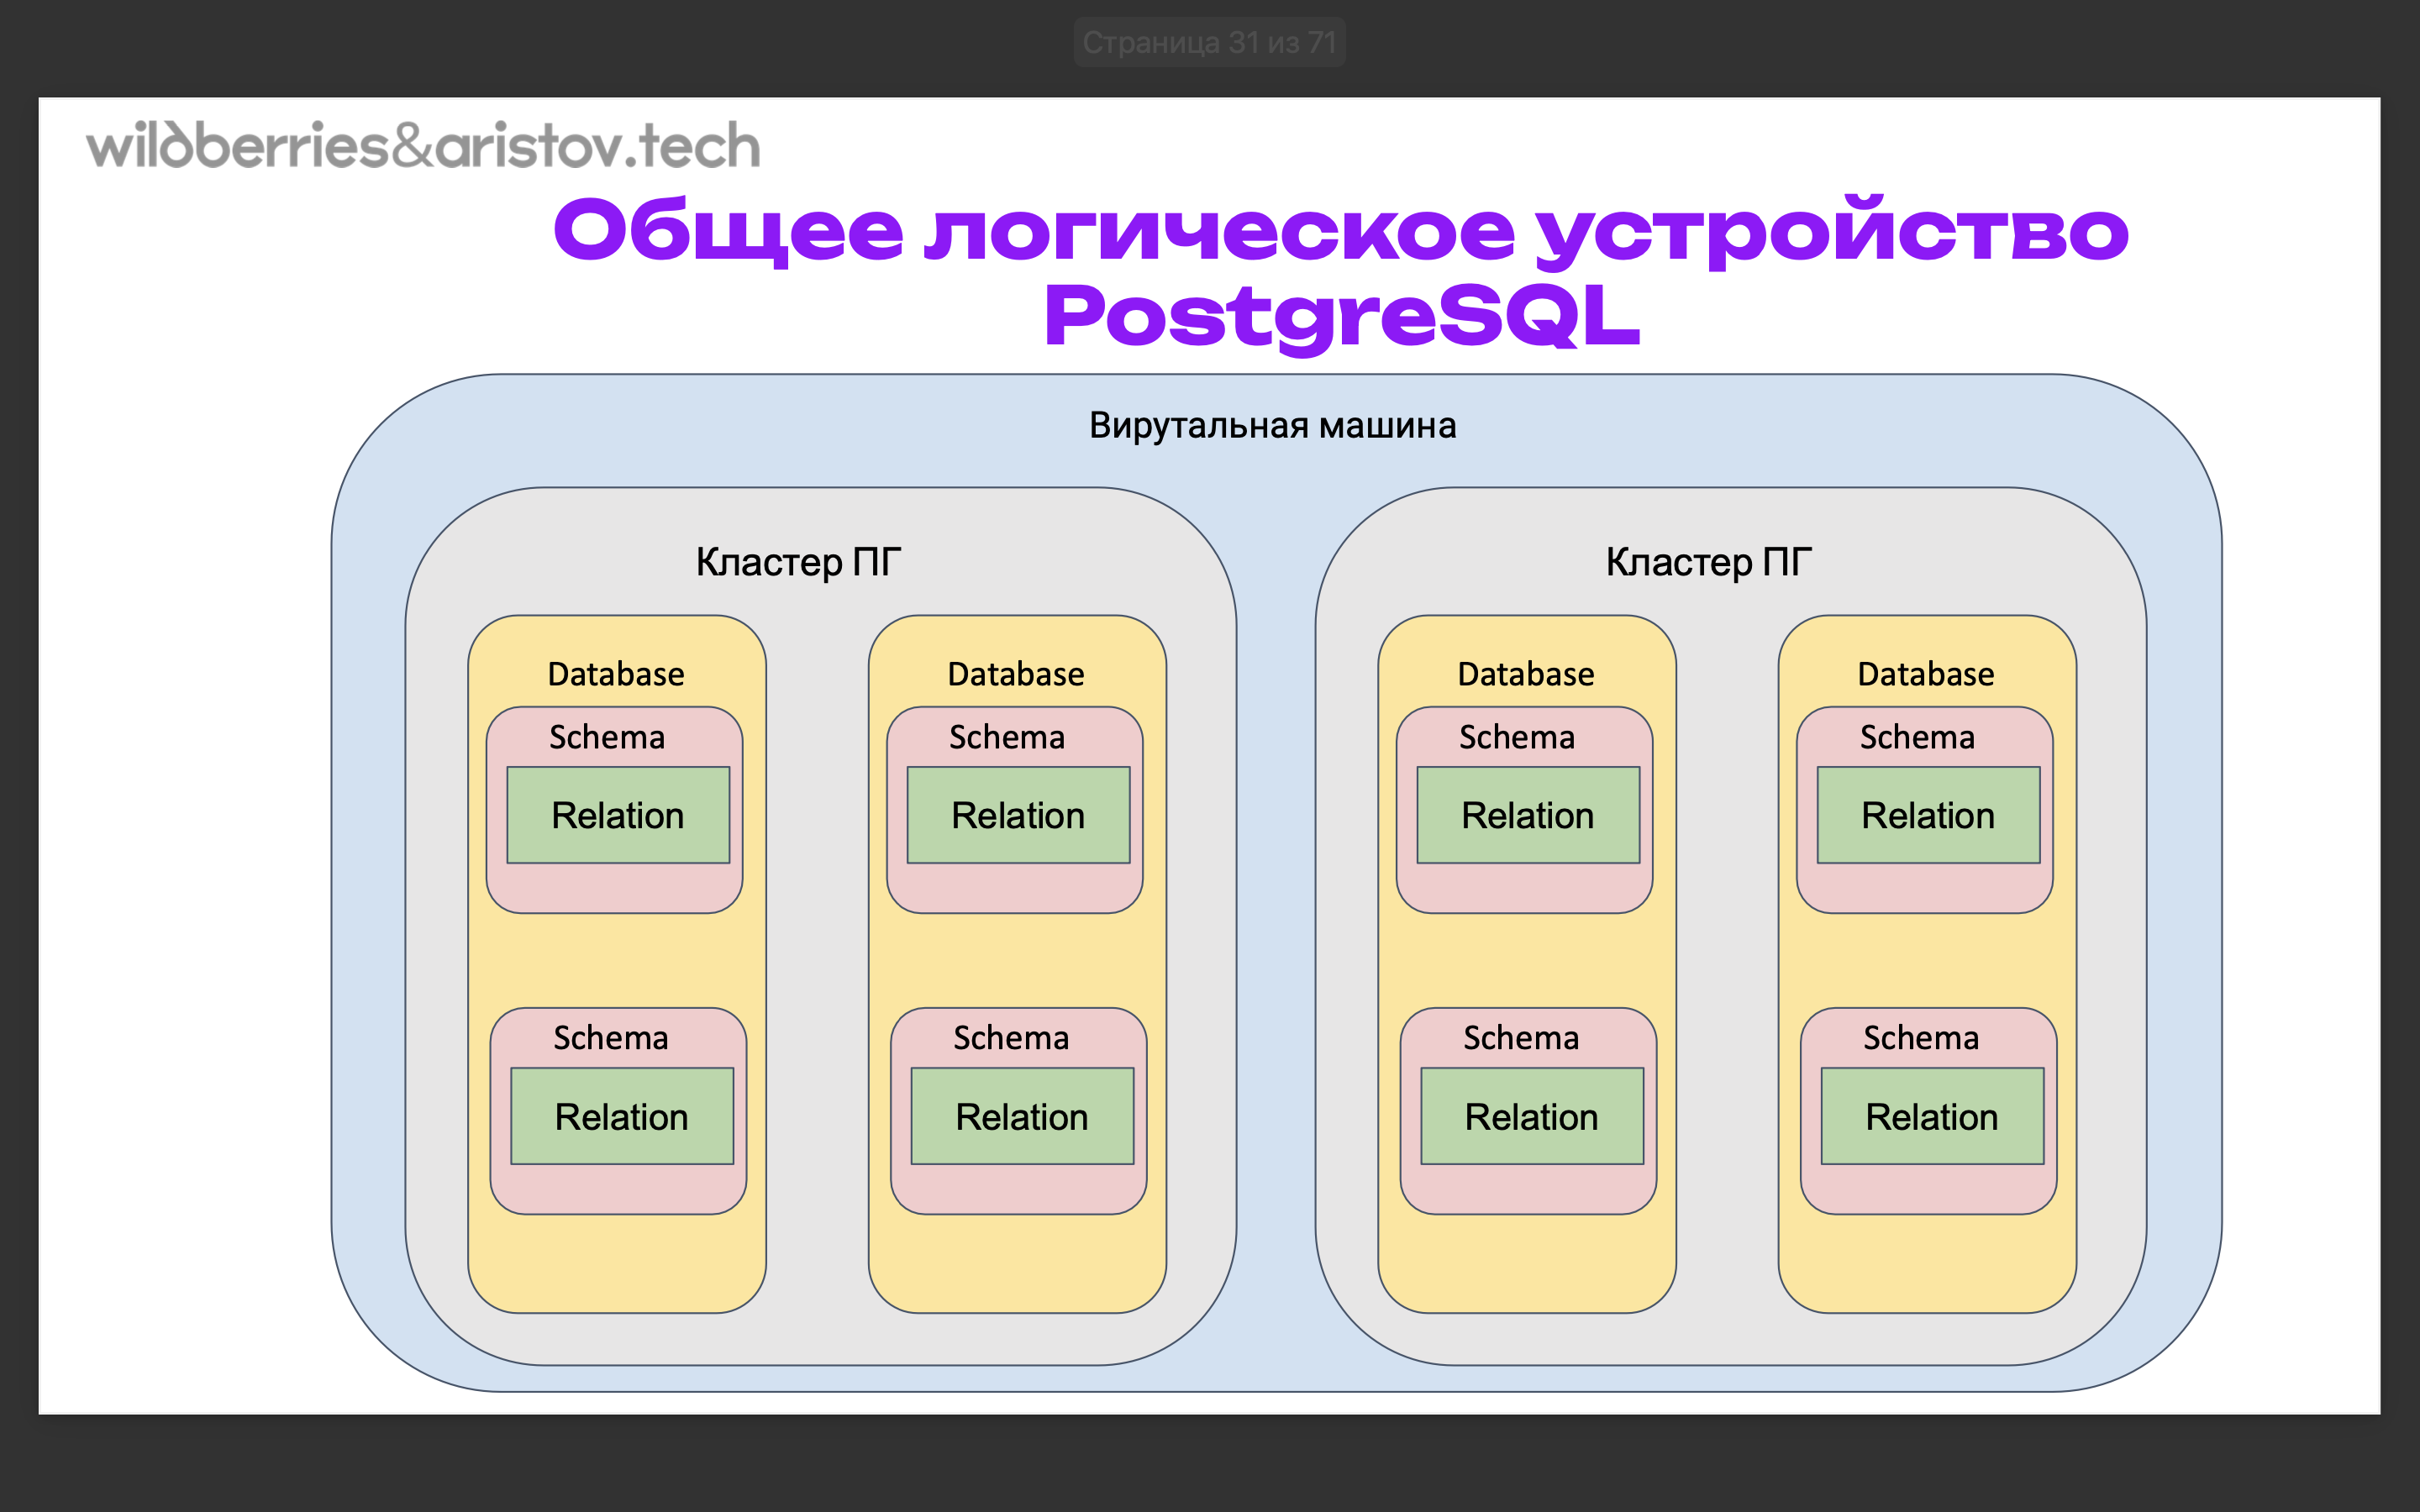 Страница 31 из 71
wildberries&aristov.tech
Общее логическое устройство
PostgreSQL
Вирутальная машина
Кластер ПГ
Кластер ПГ
Database
Database
Database
Database
Schema
Schema
Schema
Schema
Relation
Relation
Relation
Relation
Schema
Schema
Schema
Schema
Relation
Relation
Relation
Relation